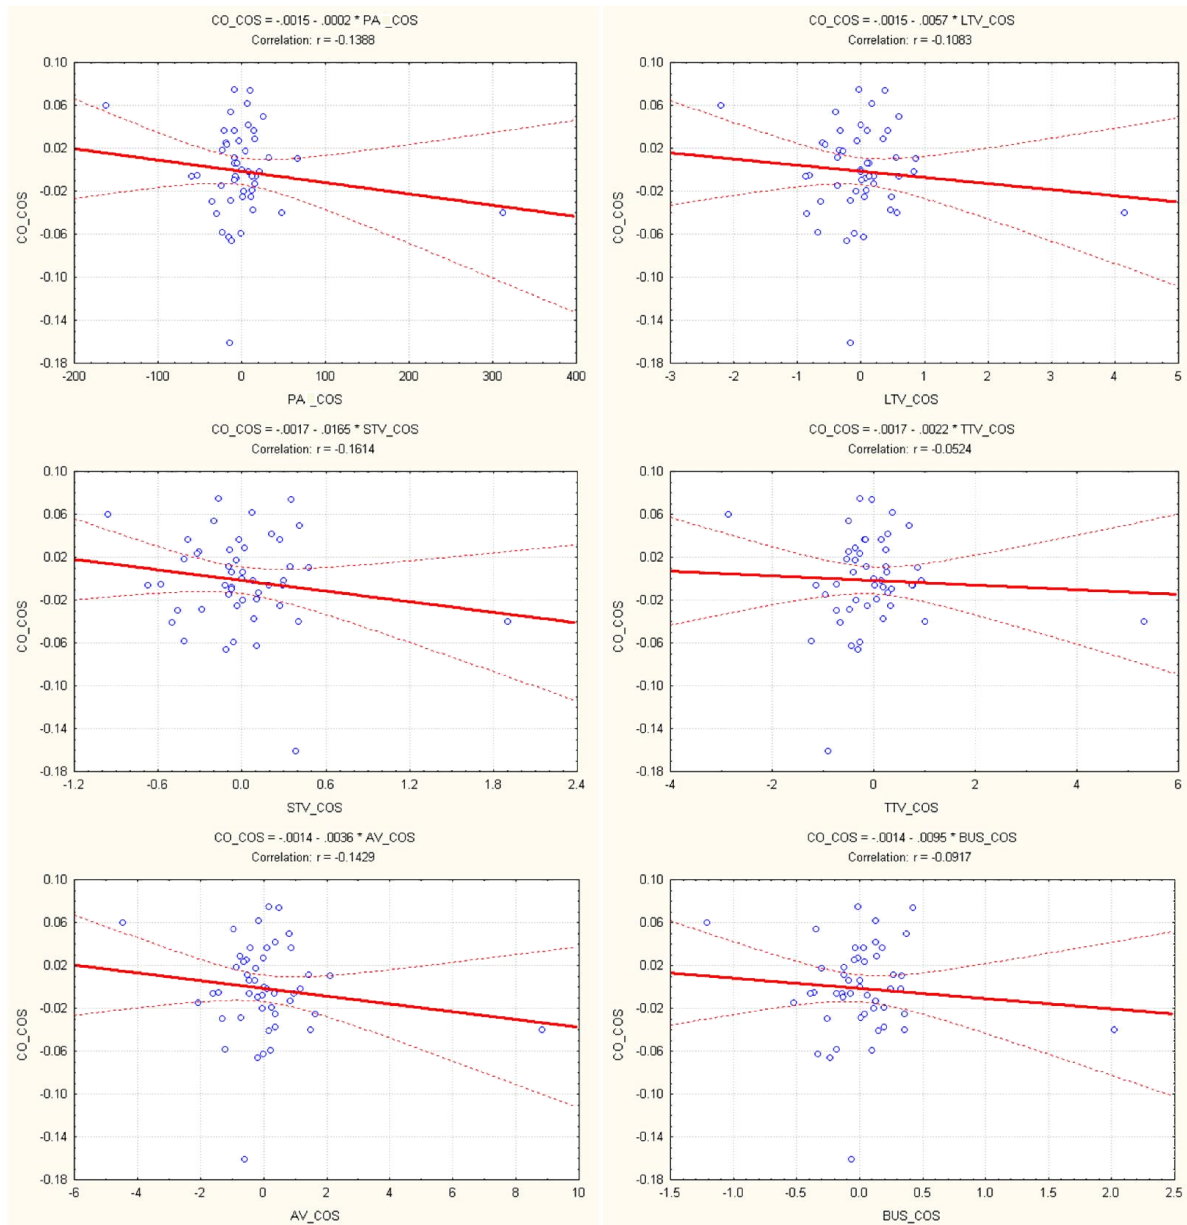 CO_COS = -.0015 - .0002 * PA _COS
Correlation: r = -0.1388
0.10
0.06
0.02
-0.02
-0.06
-0.10
-0.14
-0.18
CO_COS
-200 -100 0 100 200 300 400
PA _COS
CO_COS = -.0015 - .0057 * LTV_COS
Correlation: r = -0.1083
0.10
0.06
0.02
-0.02
-0.06
-0.10
-0.14
-0.18
CO_COS
-3 -2 -1 0 1 2 3 4 5
LTV_COS
CO_COS = -.0017 - .0165 * STV_COS
Correlation: r = -0.1614
0.10
0.06
0.02
-0.02
-0.06
-0.10
-0.14
-0.18
CO_COS
-1.2 -0.6 0.0 0.6 1.2 1.8 2.4
STV_COS
CO_COS = -.0017 - .0022 * TTV_COS
Correlation: r = -0.0524
0.10
0.06
0.02
-0.02
-0.06
-0.10
-0.14
-0.18
CO_COS
-4 -2 0 2 4 6
TTV_COS
CO_COS = -.0014 - .0036 * AV_COS
Correlation: r = -0.1429
0.10
0.06
0.02
-0.02
-0.06
-0.10
-0.14
-0.18
CO_COS
-6 -4 -2 0 2 4 6 8 10
AV_COS
CO_COS = -.0014 - .0095 * BUS_COS
Correlation: r = -0.0917
0.10
0.06
0.02
-0.02
-0.06
-0.10
-0.14
-0.18
CO_COS
-1.5 -1.0 -0.5 0.0 0.5 1.0 1.5 2.0 2.5
BUS_COS